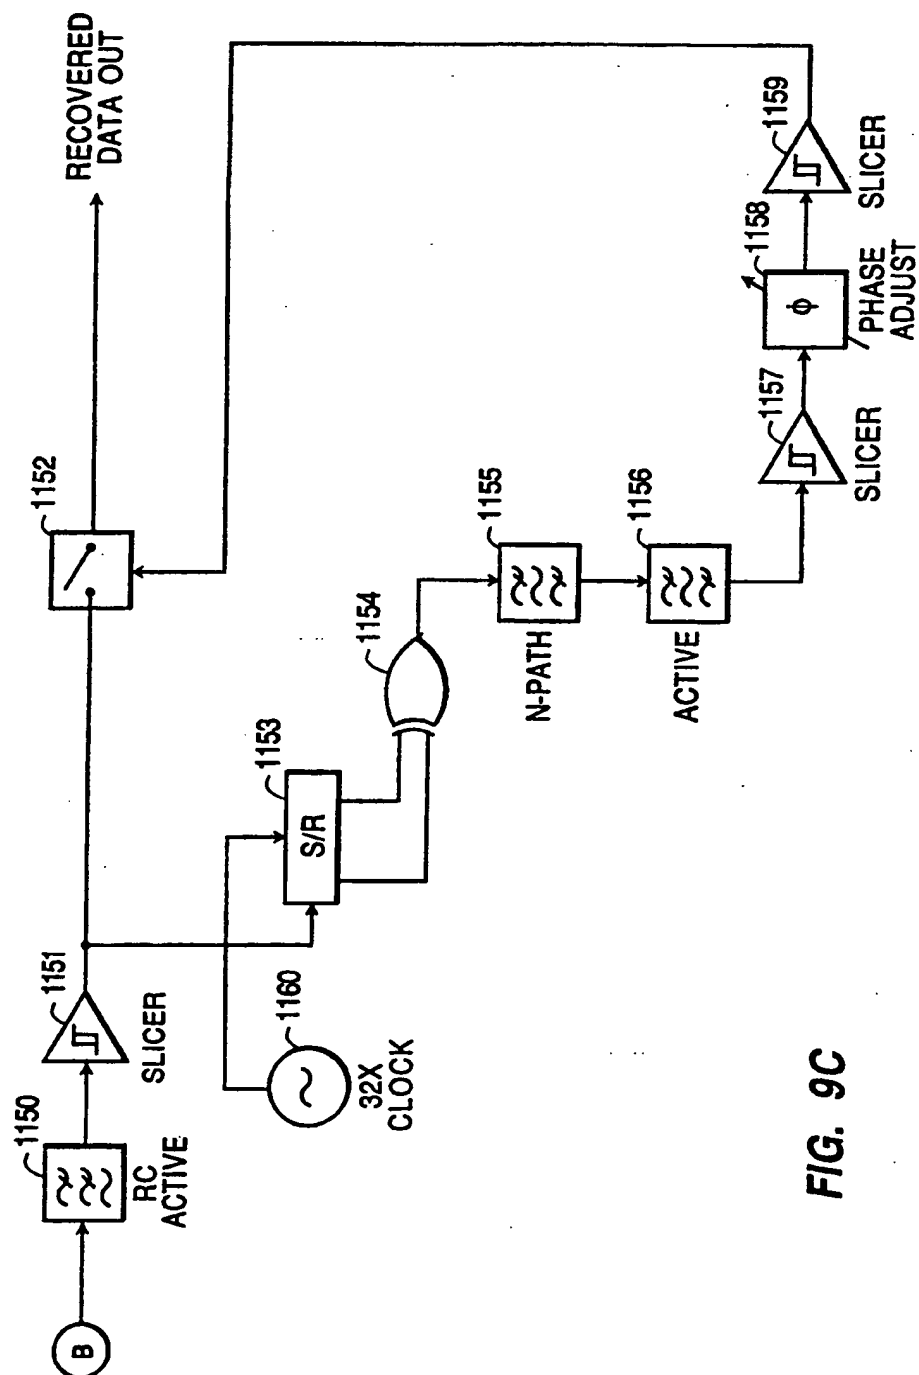 B
1150
RC
ACTIVE
1151
SLICER
1152
RECOVERED
DATA OUT
1160
32X
CLOCK
1153
S/R
1154
1155
N-PATH
1156
ACTIVE
1157
SLICER
1158
ϕ
PHASE
ADJUST
1159
SLICER
FIG. 9C